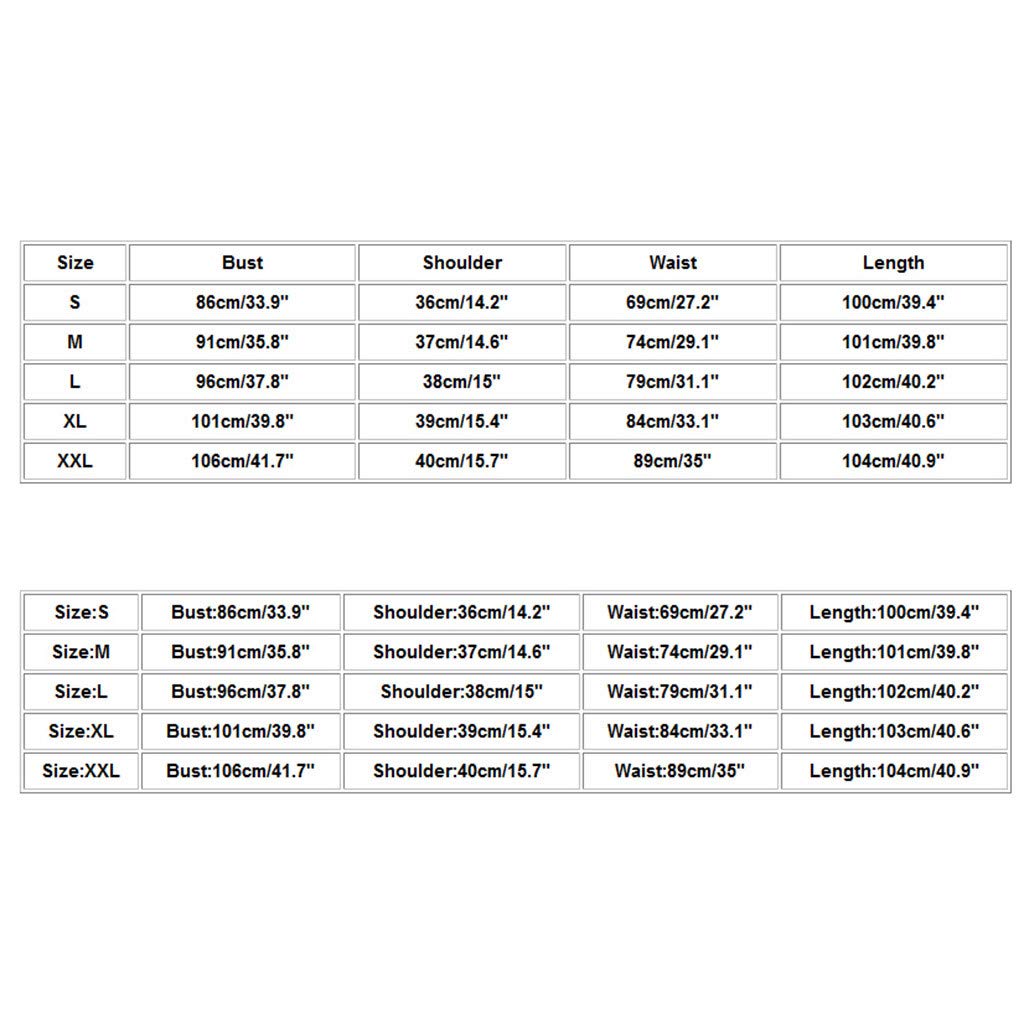 Size Bust Shoulder Waist Length
S 86cm/33.9" 36cm/14.2" 69cm/27.2" 100cm/39.4"
M 91cm/35.8" 37cm/14.6" 74cm/29.1" 101cm/39.8"
L 96cm/37.8" 38cm/15" 79cm/31.1" 102cm/40.2"
XL 101cm/39.8" 39cm/15.4" 84cm/33.1" 103cm/40.6"
XXL 106cm/41.7" 40cm/15.7" 89cm/35" 104cm/40.9"
Size:S Bust:86cm/33.9" Shoulder:36cm/14.2" Waist:69cm/27.2" Length:100cm/39.4"
Size:M Bust:91cm/35.8" Shoulder:37cm/14.6" Waist:74cm/29.1" Length:101cm/39.8"
Size:L Bust:96cm/37.8" Shoulder:38cm/15" Waist:79cm/31.1" Length:102cm/40.2"
Size:XL Bust:101cm/39.8" Shoulder:39cm/15.4" Waist:84cm/33.1" Length:103cm/40.6"
Size:XXL Bust:106cm/41.7" Shoulder:40cm/15.7" Waist:89cm/35" Length:104cm/40.9"